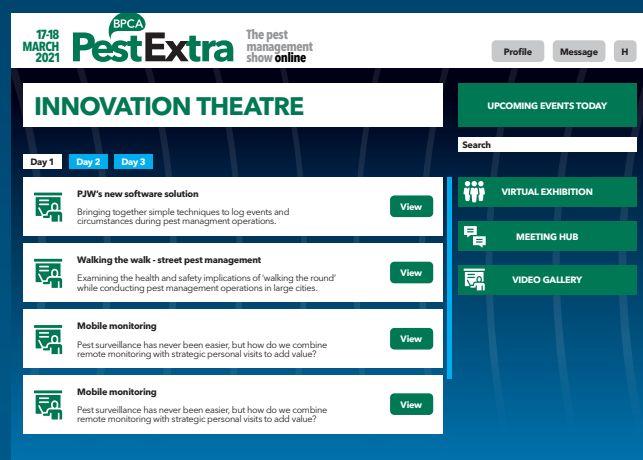 17-18
MARCH
2021
BPCA
PestExtra
The pest
management
show online
Profile
Message
H
INNOVATION THEATRE
UPCOMING EVENTS TODAY
Search
Day 1
Day 2
Day 3
PJW's new software solution
Bringing together simple techniques to log events and
circumstances during pest managment operations.
View
VIRTUAL EXHIBITION
MEETING HUB
VIDEO GALLERY
Walking the walk - street pest management
Examining the health and safety implications of 'walking the round'
while conducting pest management operations in large cities.
View
Mobile monitoring
Pest surveillance has never been easier, but how do we combine
remote monitoring with strategic personal visits to add value?
View
Mobile monitoring
Pest surveillance has never been easier, but how do we combine
remote monitoring with strategic personal visits to add value?
View